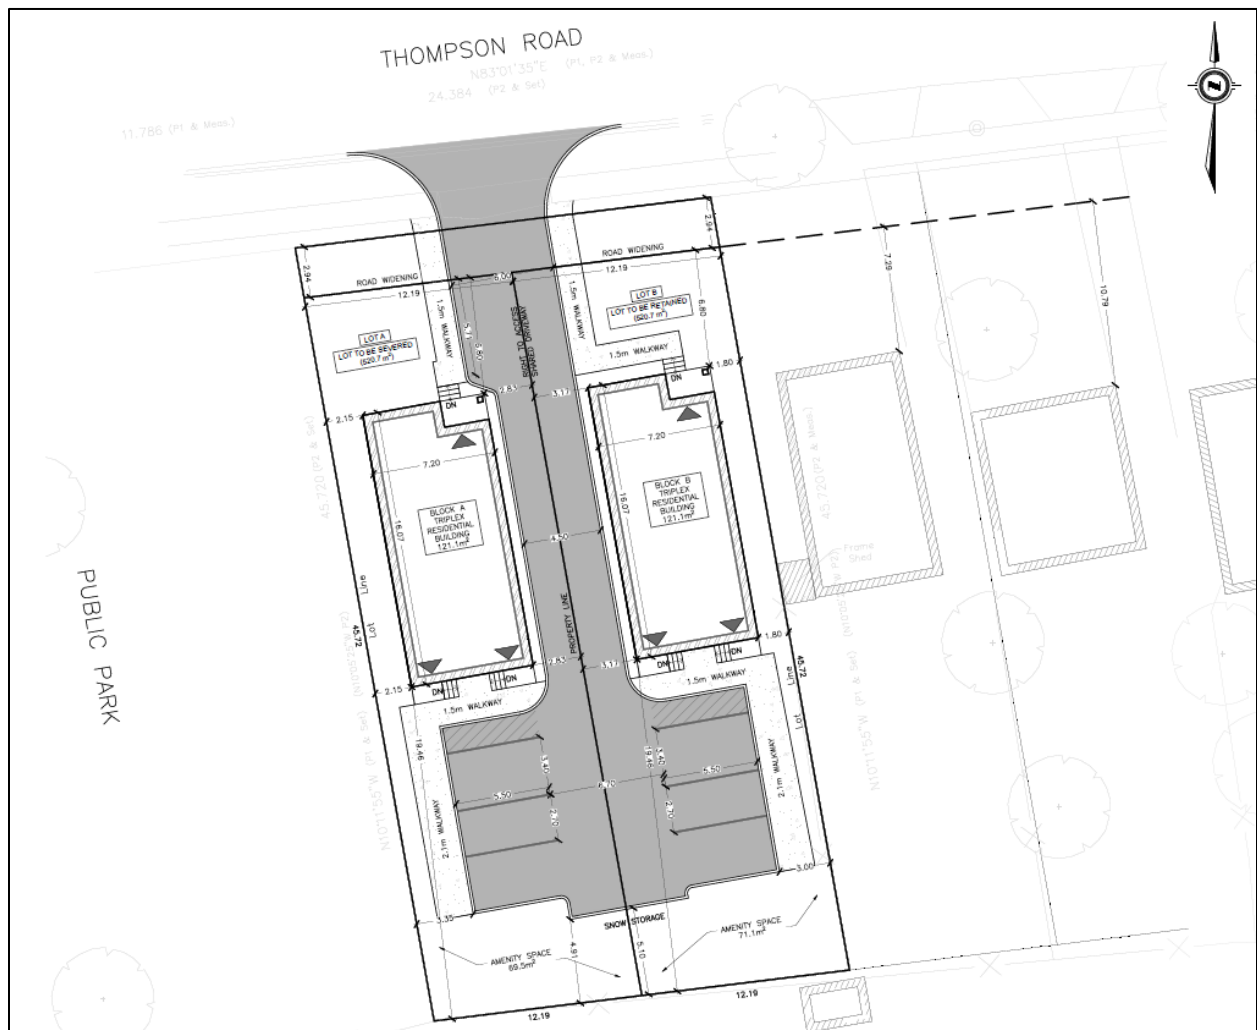 THOMPSON ROAD
N83°01'35"E (P1, P2 & Meas.)
24.384 (P2 & Set)
11.786 (P1 & Meas.)
2.94
ROAD WIDENING
12.19
6.00
ROAD WIDENING
12.19
2.94
7.29
10.79
LOT A
LOT TO BE SEVERED
(520.7 m²)
1.5m WALKWAY
5.71
6.80
SHARED DRIVEWAY
RIGHT TO ACCESS
1.5m WALKWAY
LOT B
LOT TO BE RETAINED
(520.7 m²)
6.80
1.5m WALKWAY
DN
1.80
2.15
DN
2.83
3.17
7.20
7.20
45.720 (P2 & Set)
45.720 (P2 & Meas.)
BLOCK A
TRIPLEX
RESIDENTIAL
BUILDING
121.1m²
16.07
BLOCK B
TRIPLEX
RESIDENTIAL
BUILDING
121.1m²
16.07
4.50
Frame
Shed
PUBLIC PARK
Lot Line
45.72
PROPERTY LINE
2.83
3.17
1.80
45.72
Lot Line
2.15
DN
DN
DN
DN
1.5m WALKWAY
1.5m WALKWAY
19.46
19.46
3.40
3.40
5.50
6.70
5.50
2.70
2.70
2.1m WALKWAY
2.1m WALKWAY
3.35
3.00
SNOW STORAGE
AMENITY SPACE
69.5m²
4.91
5.10
AMENITY SPACE
71.1m²
12.19
12.19